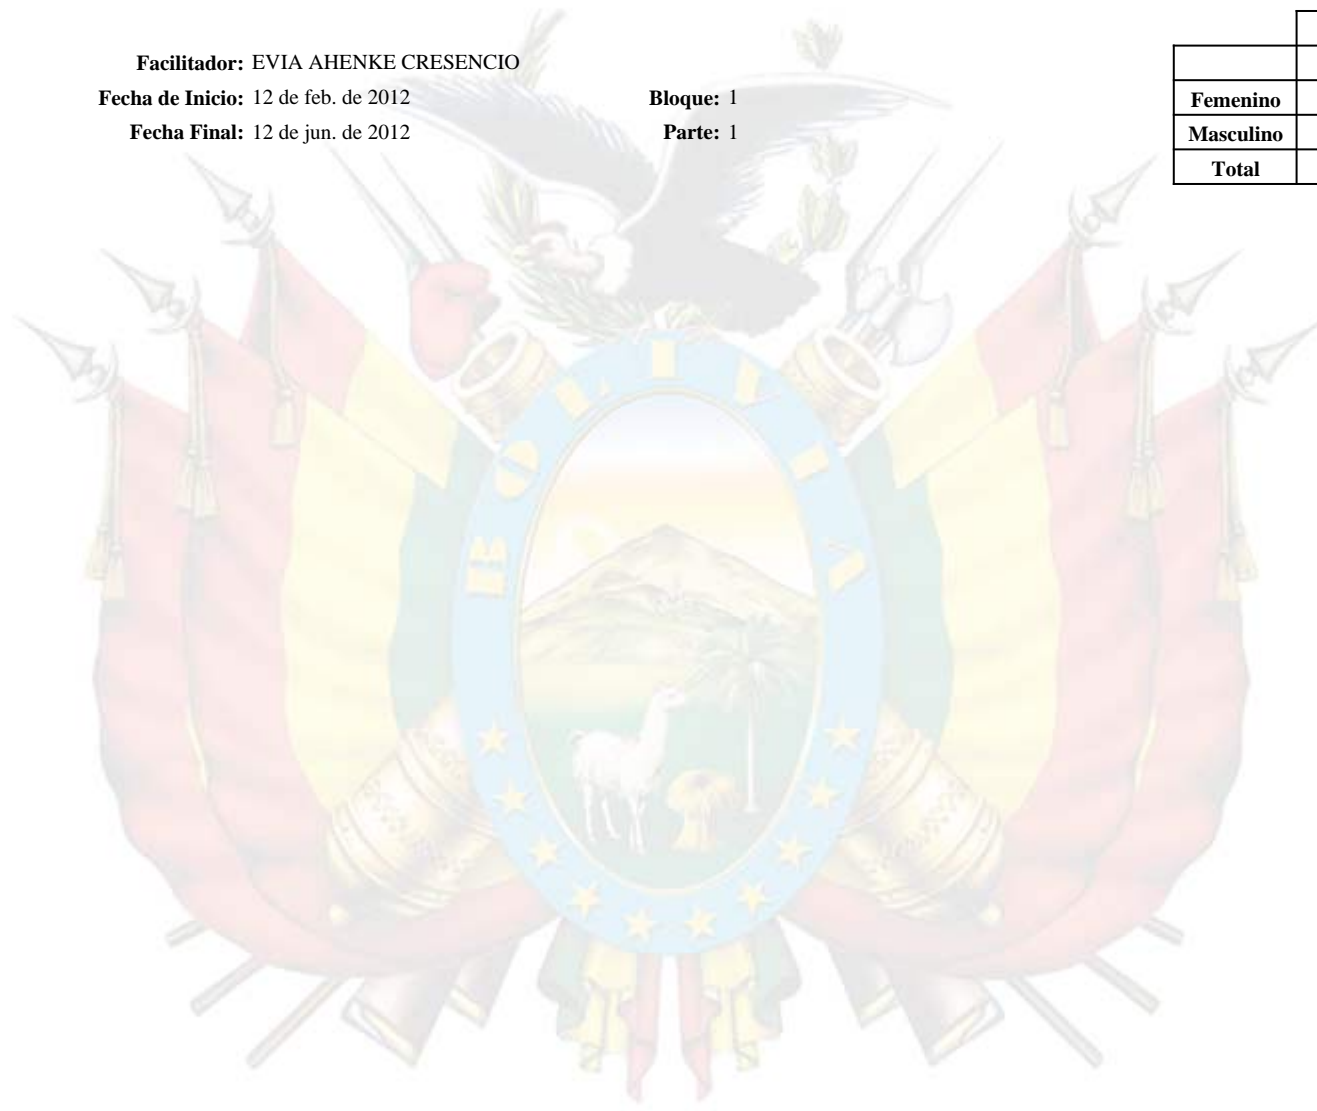 Facilitador: EVIA AHENKE CRESENCIO
Fecha de Inicio: 12 de feb. de 2012 Bloque: 1
Fecha Final: 12 de jun. de 2012 Parte: 1
Femenino
Masculino
Total
BOLIVIA